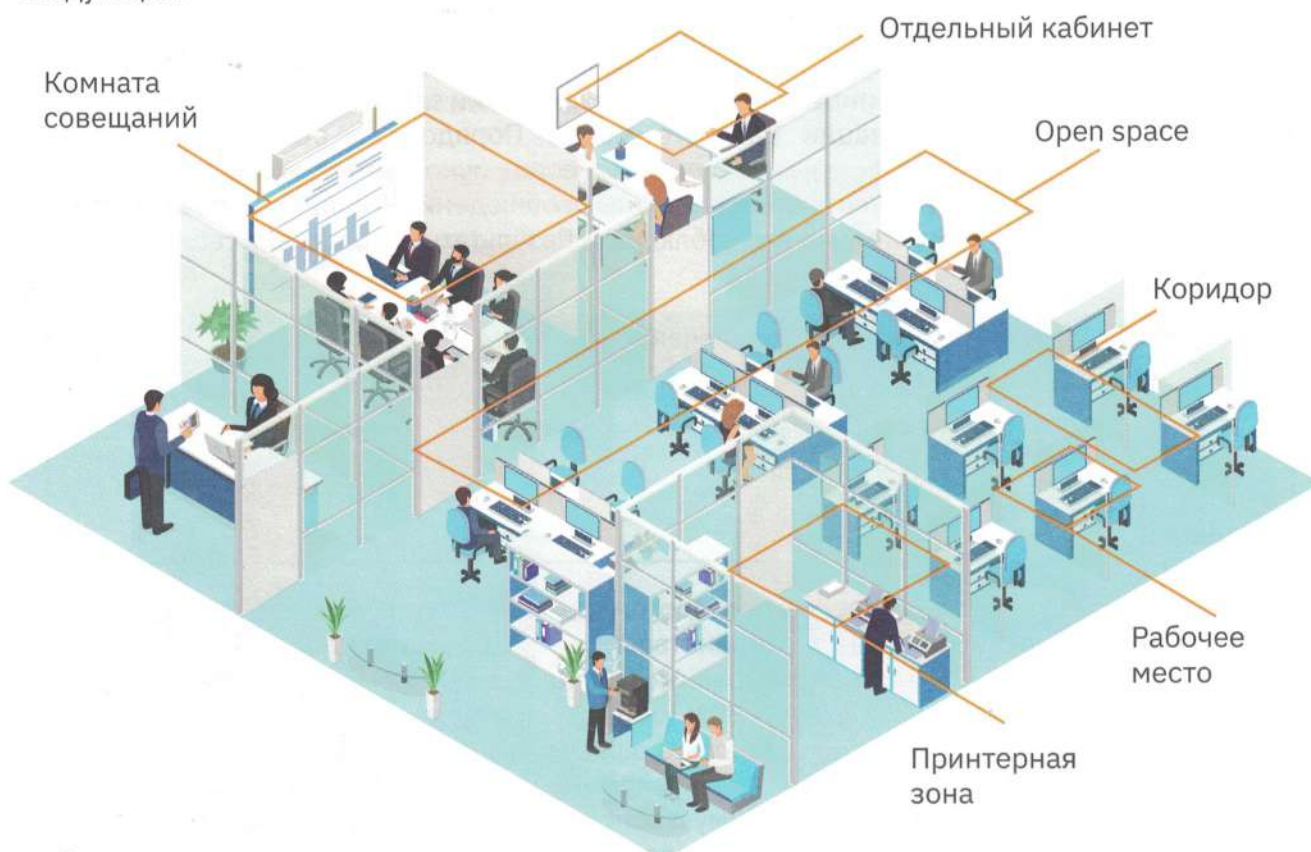 Отдельный кабинет
Комната
совещаний
Open space
Коридор
Рабочее
место
Принтерная
зона